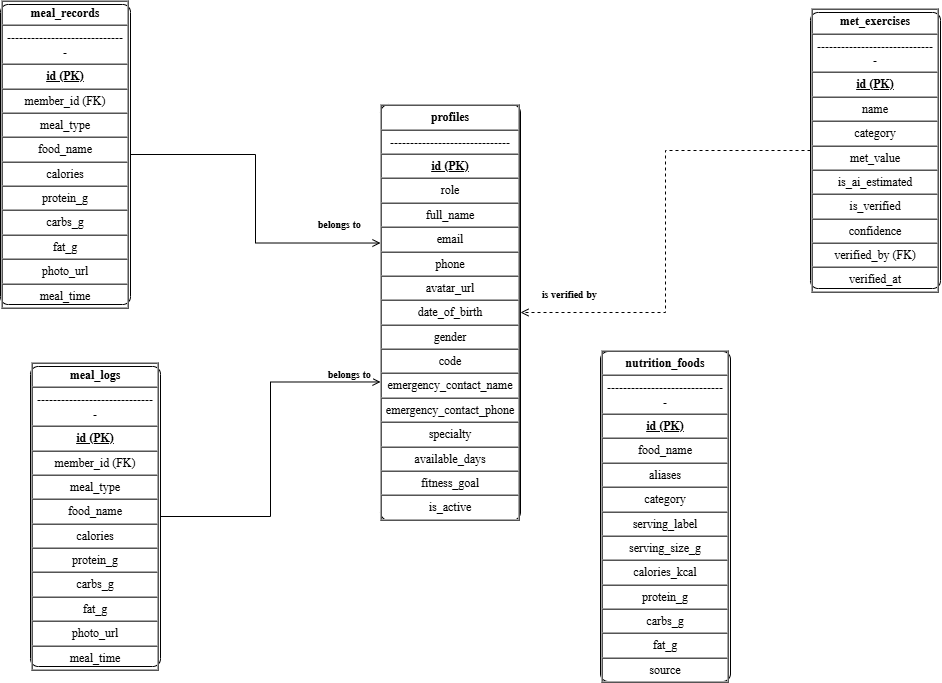 meal_records
-----------------------------
-
id (PK)
member_id (FK)
meal_type
food_name
calories
protein_g
carbs_g
fat_g
photo_url
meal_time
met_exercises
-----------------------------
-
id (PK)
name
category
met_value
is_ai_estimated
is_verified
confidence
verified_by (FK)
verified_at
profiles
------------------------------
id (PK)
role
full_name
email
phone
avatar_url
date_of_birth
gender
code
emergency_contact_name
emergency_contact_phone
specialty
available_days
fitness_goal
is_active
belongs to
is verified by
belongs to
meal_logs
-----------------------------
-
id (PK)
member_id (FK)
meal_type
food_name
calories
protein_g
carbs_g
fat_g
photo_url
meal_time
nutrition_foods
-----------------------------
-
id (PK)
food_name
aliases
category
serving_label
serving_size_g
calories_kcal
protein_g
carbs_g
fat_g
source